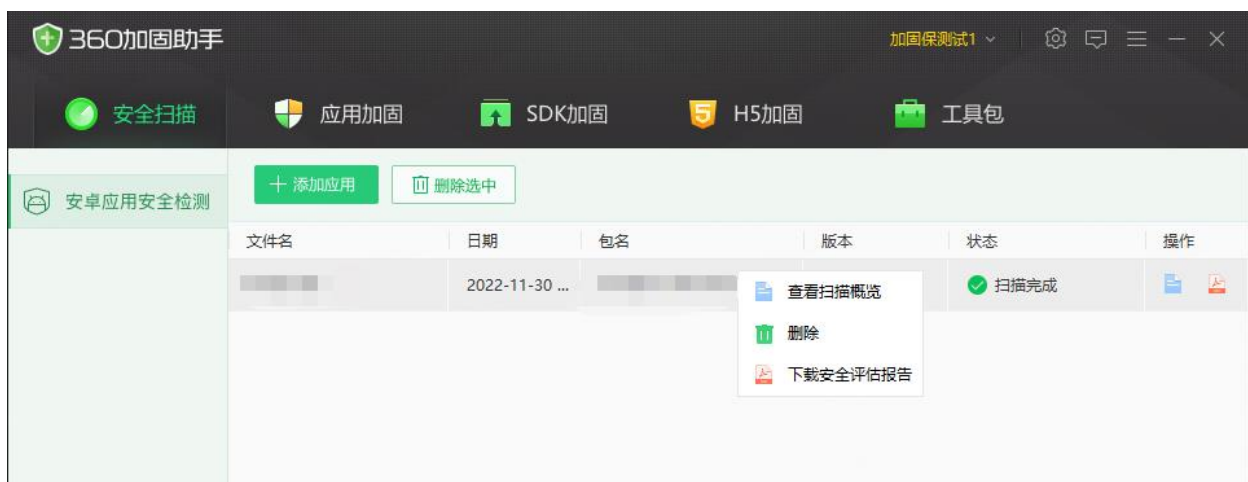 360加固助手
加固保测试1
安全扫描 应用加固 SDK加固 H5加固 工具包
安卓应用安全检测
添加应用 删除选中
文件名 日期 包名 版本 状态 操作
2022-11-30 ... 扫描完成
查看扫描概览
删除
下载安全评估报告